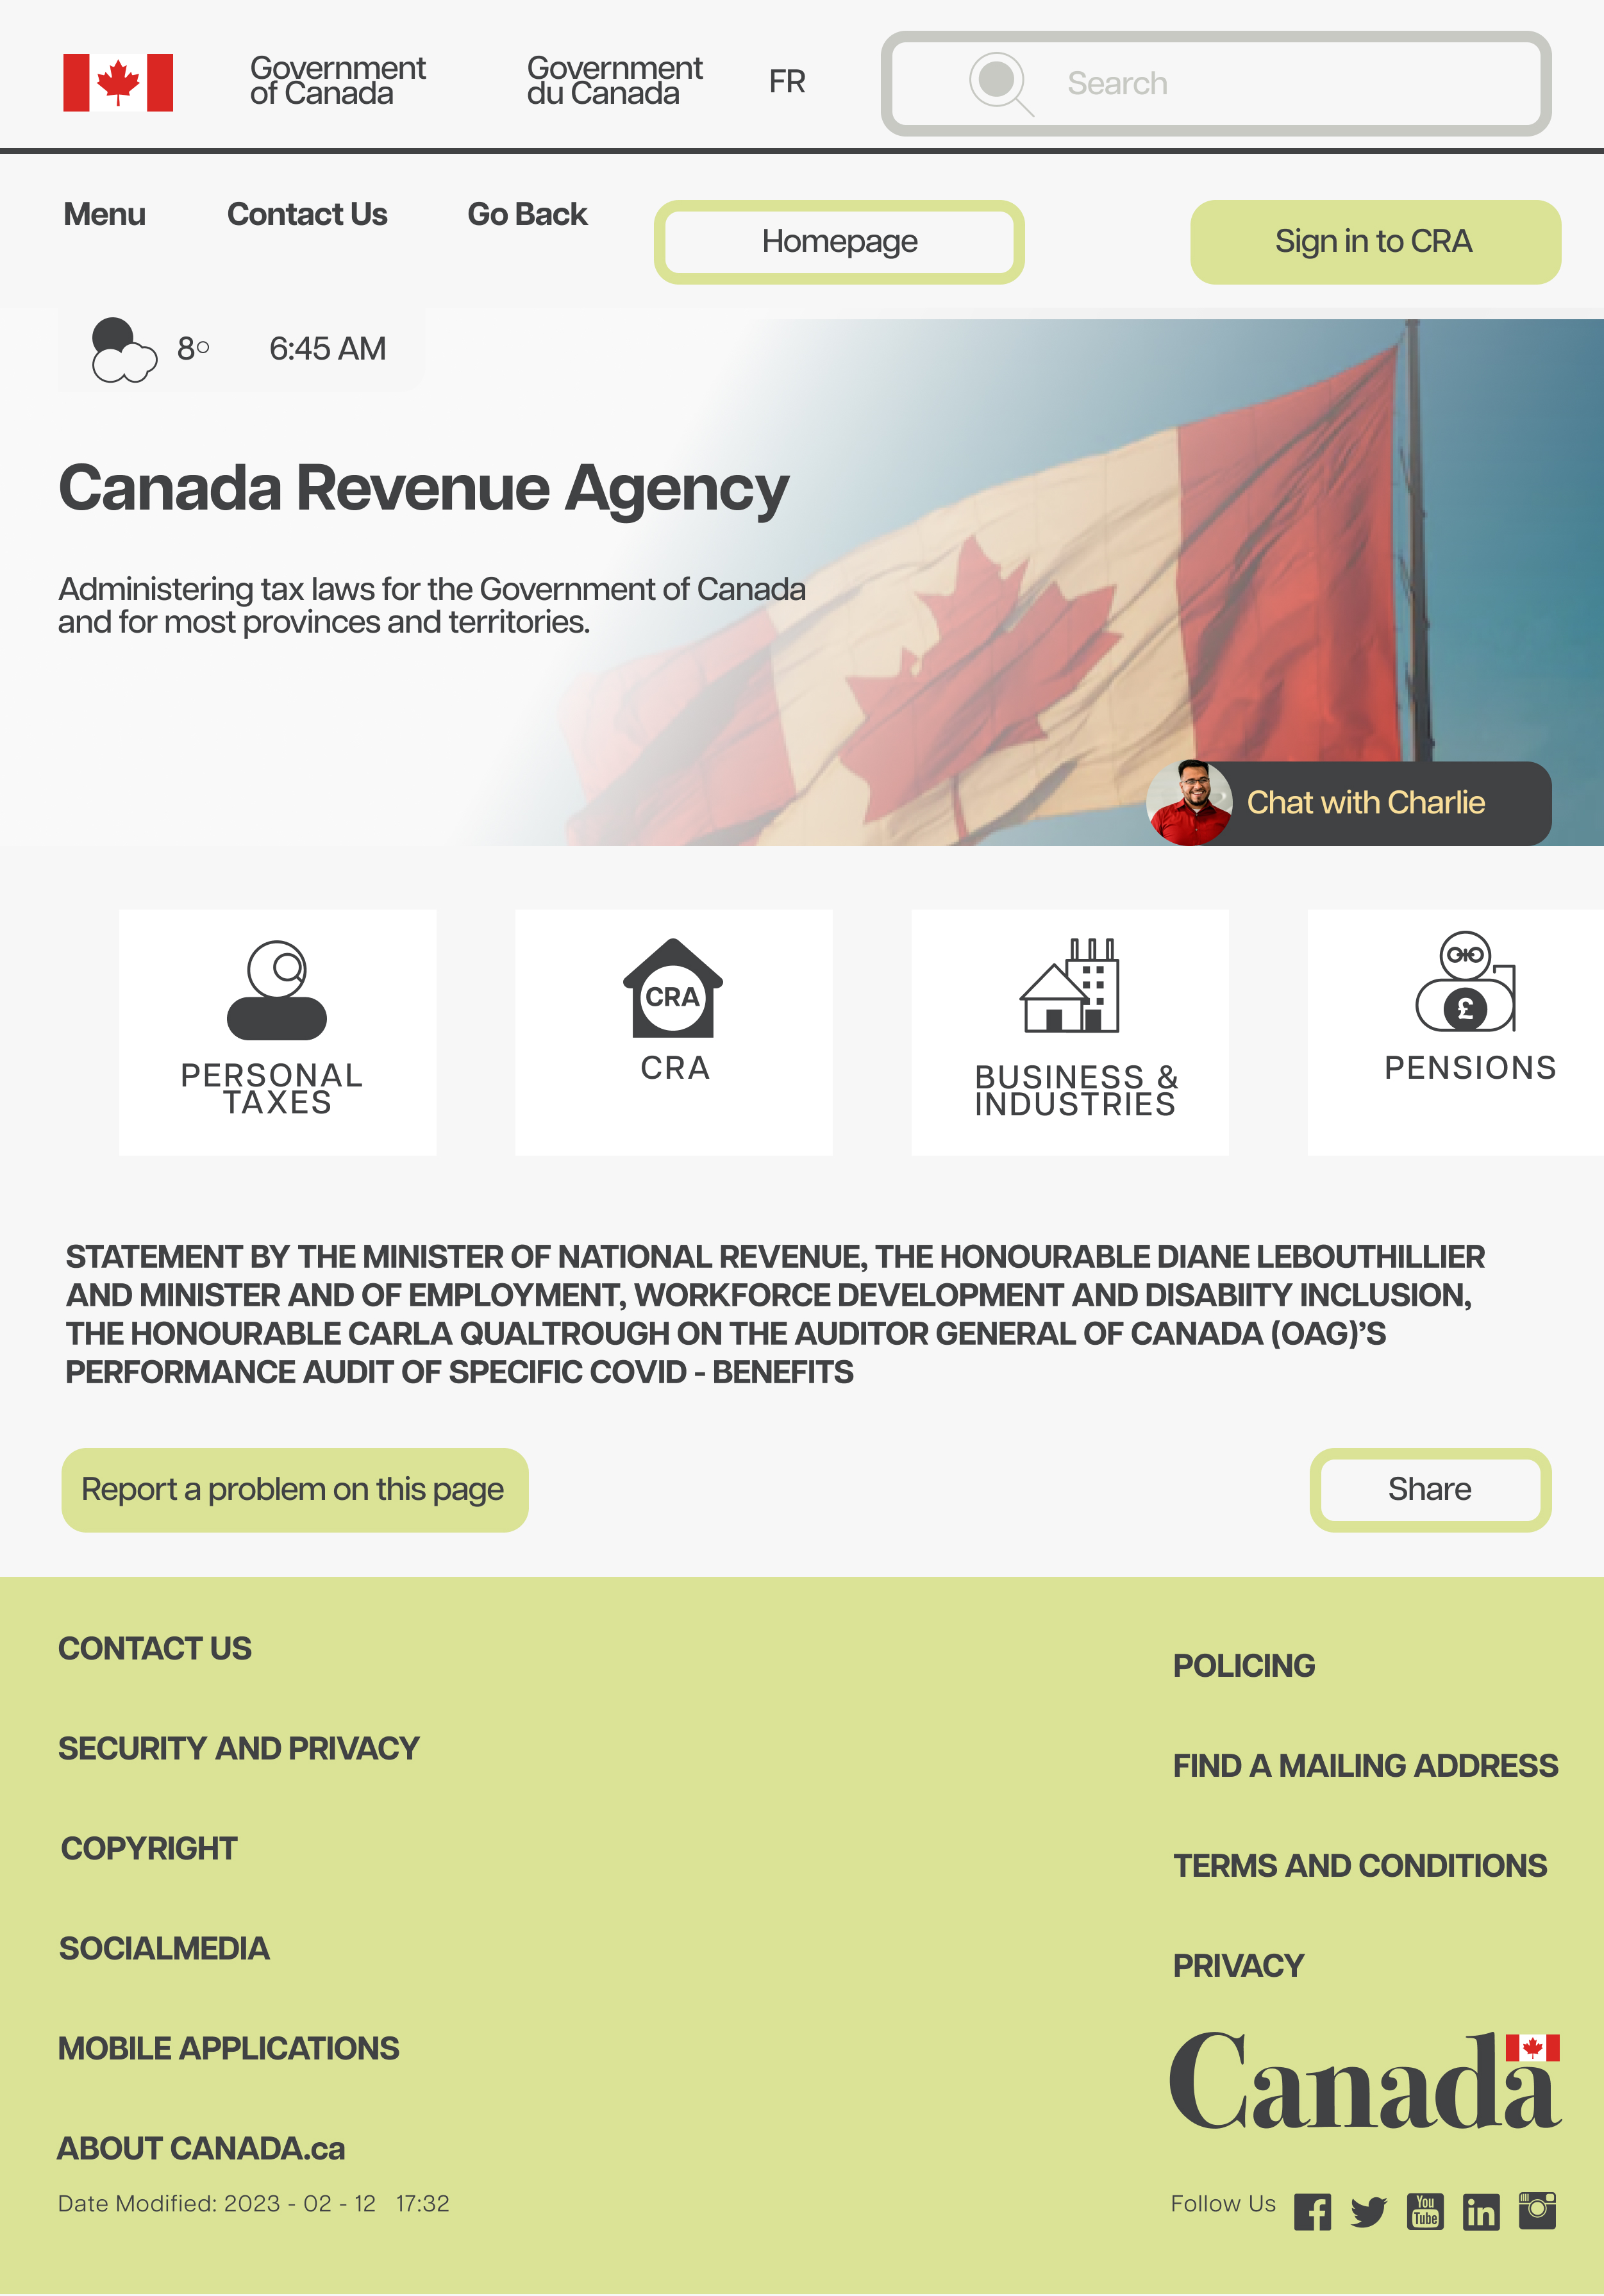 Government
of Canada
Government
du Canada
FR
Search
Menu
Contact Us
Go Back
Homepage
Sign in to CRA
8°
6:45 AM
Canada Revenue Agency
Administering tax laws for the Government of Canada
and for most provinces and territories.
Chat with Charlie
PERSONAL
TAXES
CRA
CRA
BUSINESS &
INDUSTRIES
£
PENSIONS
STATEMENT BY THE MINISTER OF NATIONAL REVENUE, THE HONOURABLE DIANE LEBOUTHILLIER
AND MINISTER AND OF EMPLOYMENT, WORKFORCE DEVELOPMENT AND DISABIITY INCLUSION,
THE HONOURABLE CARLA QUALTROUGH ON THE AUDITOR GENERAL OF CANADA (OAG)’S
PERFORMANCE AUDIT OF SPECIFIC COVID - BENEFITS
Report a problem on this page
Share
CONTACT US
SECURITY AND PRIVACY
COPYRIGHT
SOCIALMEDIA
MOBILE APPLICATIONS
ABOUT CANADA.ca
Date Modified: 2023 - 02 - 12 17:32
POLICING
FIND A MAILING ADDRESS
TERMS AND CONDITIONS
PRIVACY
Canada
Follow Us
f
You
Tube
in